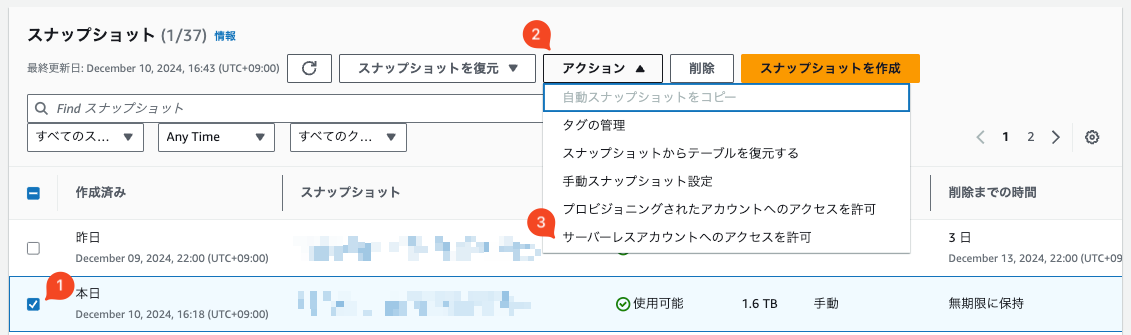 スナップショット (1/37) 情報
2
最終更新日: December 10, 2024, 16:43 (UTC+09:00)
スナップショットを復元
アクション
削除
スナップショットを作成
Find スナップショット
自動スナップショットをコピー
すべてのス... Any Time すべてのク...
タグの管理
1 2
スナップショットからテーブルを復元する
手動スナップショット設定
プロビジョニングされたアカウントへのアクセスを許可
3
サーバーレスアカウントへのアクセスを許可
作成済み スナップショット 削除までの時間
昨日 3 日
December 09, 2024, 22:00 (UTC+09:00) December 13, 2024, 22:00 (UTC+09
1
本日 使用可能 1.6 TB 手動 無期限に保持
December 10, 2024, 16:18 (UTC+09:00)